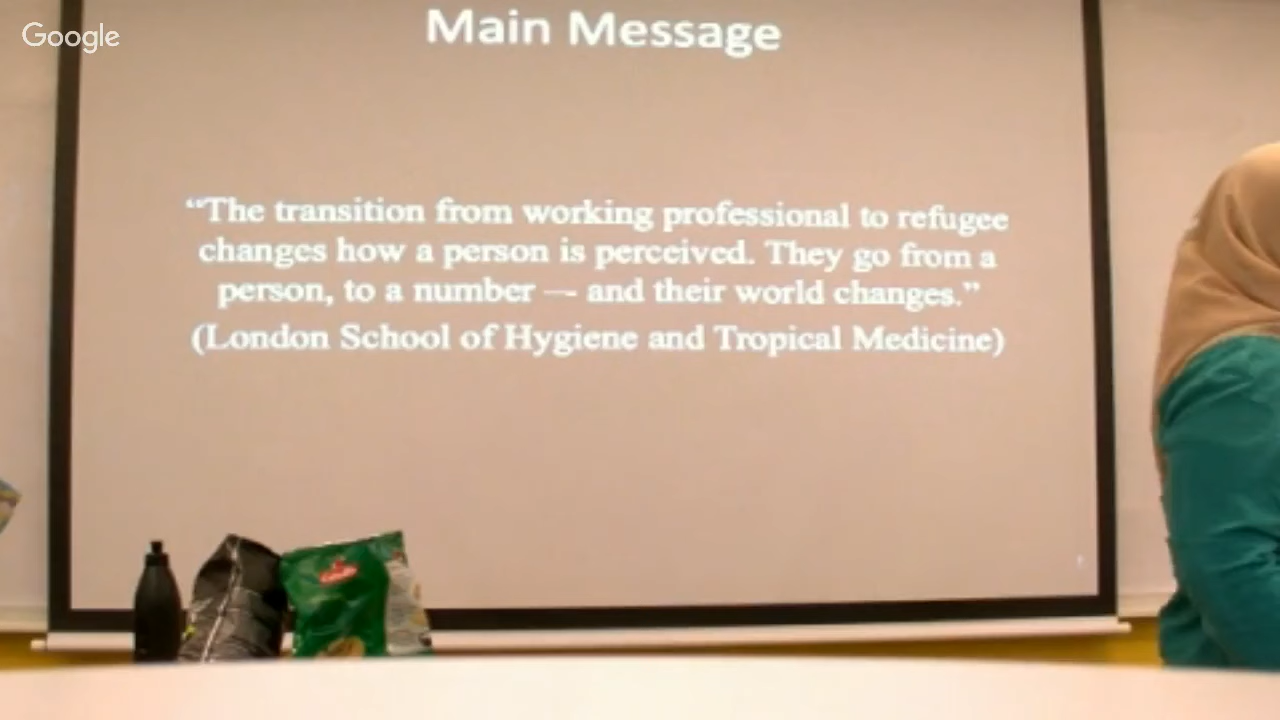 Google
Main Message
“The transition from working professional to refugee
changes how a person is perceived. They go from a
person, to a number — and their world changes.”
(London School of Hygiene and Tropical Medicine)